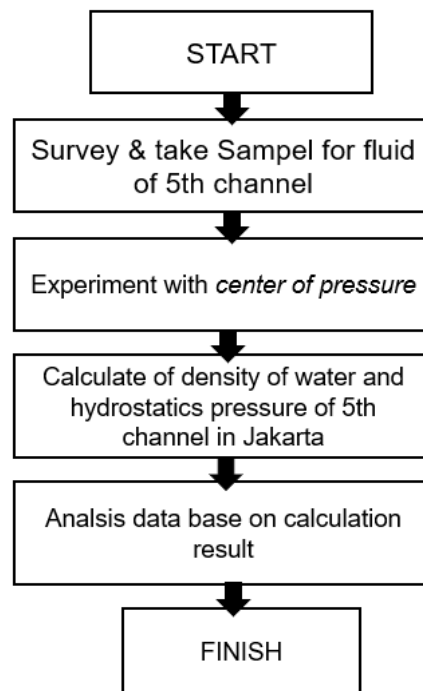 START
Survey & take Sampel for fluid
of 5th channel
Experiment with center of pressure
Calculate of density of water and
hydrostatics pressure of 5th
channel in Jakarta
Analsis data base on calculation
result
FINISH